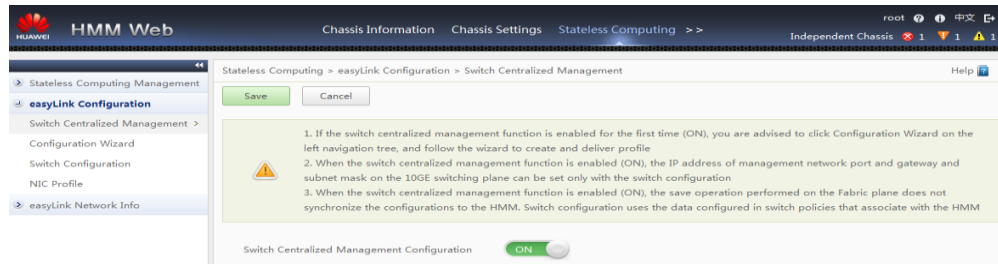 root 中文
HUAWEI HMM Web Chassis Information Chassis Settings Stateless Computing >>
Independent Chassis 1 1 1
Stateless Computing Management
easyLink Configuration
Switch Centralized Management >
Configuration Wizard
Switch Configuration
NIC Profile
easyLink Network Info
Stateless Computing > easyLink Configuration > Switch Centralized Management Help
Save Cancel
1. If the switch centralized management function is enabled for the first time (ON), you are advised to click Configuration Wizard on the
left navigation tree, and follow the wizard to create and deliver profile
2. When the switch centralized management function is enabled (ON), the IP address of management network port and gateway and
subnet mask on the 10GE switching plane can be set only with the switch configuration
3. When the switch centralized management function is enabled (ON), the save operation performed on the Fabric plane does not
synchronize the configurations to the HMM. Switch configuration uses the data configured in switch policies that associate with the HMM
Switch Centralized Management Configuration ON